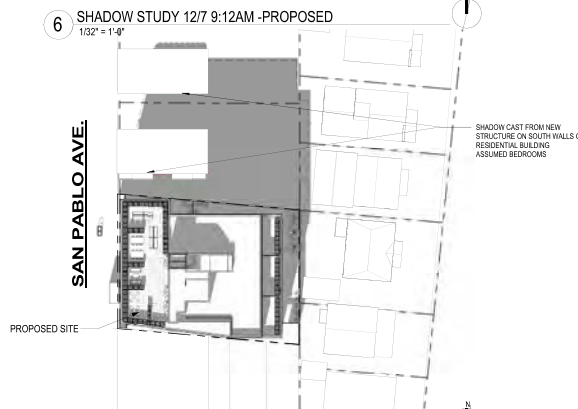 6 SHADOW STUDY 12/7 9:12AM -PROPOSED
1/32" = 1'-0"
SAN PABLO AVE.
SHADOW CAST FROM NEW
STRUCTURE ON SOUTH WALLS
RESIDENTIAL BUILDING
ASSUMED BEDROOMS
PROPOSED SITE
N